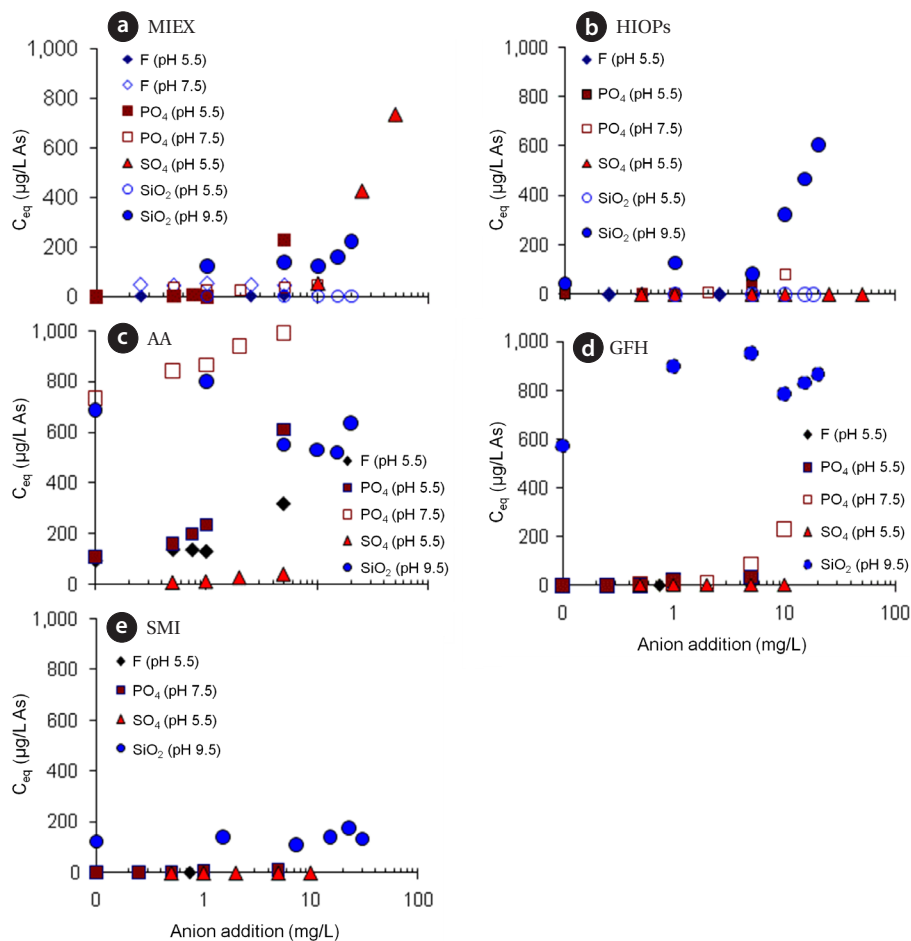 a MIEX
1,000
800
600
400
200
0
C_eq (µg/L As)
F (pH 5.5)
F (pH 7.5)
PO₄ (pH 5.5)
PO₄ (pH 7.5)
SO₄ (pH 5.5)
SiO₂ (pH 5.5)
SiO₂ (pH 9.5)
b HIOPs
1,000
800
600
400
200
0
C_eq (µg/L As)
F (pH 5.5)
PO₄ (pH 5.5)
PO₄ (pH 7.5)
SO₄ (pH 5.5)
SiO₂ (pH 5.5)
SiO₂ (pH 9.5)
c AA
1,000
800
600
400
200
0
C_eq (µg/L As)
F (pH 5.5)
PO₄ (pH 5.5)
PO₄ (pH 7.5)
SO₄ (pH 5.5)
SiO₂ (pH 9.5)
d GFH
1,000
800
600
400
200
0
C_eq (µg/L As)
F (pH 5.5)
PO₄ (pH 5.5)
PO₄ (pH 7.5)
SO₄ (pH 5.5)
SiO₂ (pH 9.5)
0 1 10 100
Anion addition (mg/L)
e SMI
1,000
800
600
400
200
0
C_eq (µg/L As)
F (pH 5.5)
PO₄ (pH 7.5)
SO₄ (pH 5.5)
SiO₂ (pH 9.5)
0 1 10 100
Anion addition (mg/L)